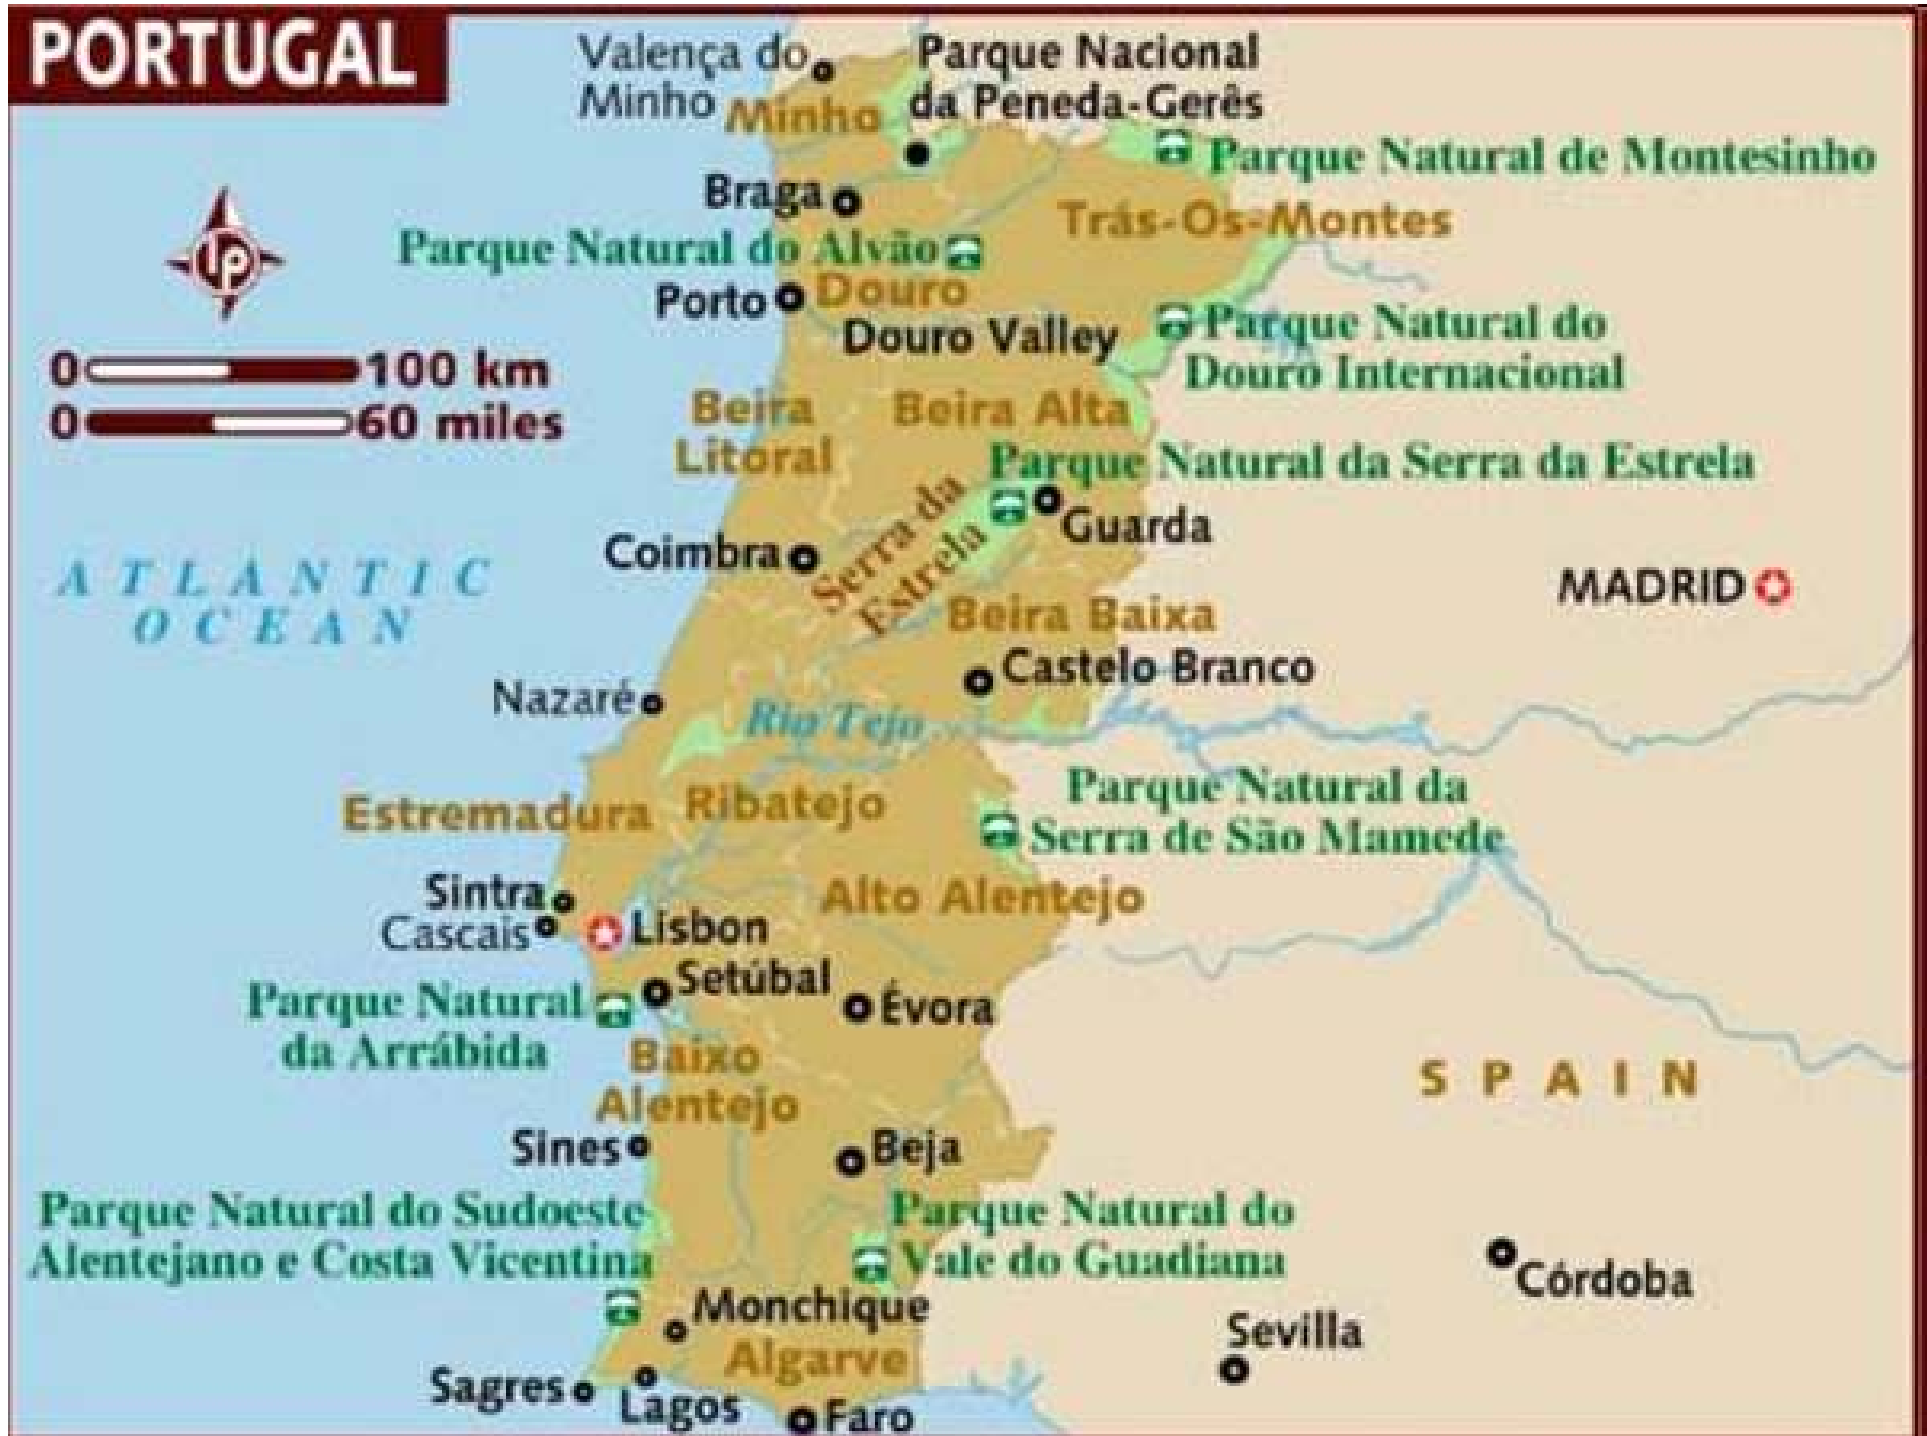 PORTUGAL
Valença do
Minho
Parque Nacional
da Peneda-Gerês
Minho
Parque Natural de Montesinho
Braga
Trás-Os-Montes
Parque Natural do Alvão
LP
Porto
Douro
Douro Valley
Parque Natural do
Douro Internacional
0 100 km
0 60 miles
Beira
Litoral
Beira Alta
Parque Natural da Serra da Estrela
Serra da
Estrela
Guarda
Coimbra
ATLANTIC
OCEAN
MADRID
Beira Baixa
Castelo Branco
Nazaré
Rio Tejo
Estremadura
Ribatejo
Parque Natural da
Serra de São Mamede
Sintra
Cascais
Lisbon
Alto Alentejo
Setúbal
Évora
Parque Natural
da Arrábida
Baixo
Alentejo
SPAIN
Sines
Beja
Parque Natural do Sudoeste
Alentejano e Costa Vicentina
Parque Natural do
Vale do Guadiana
Córdoba
Monchique
Sevilla
Algarve
Sagres
Lagos
Faro